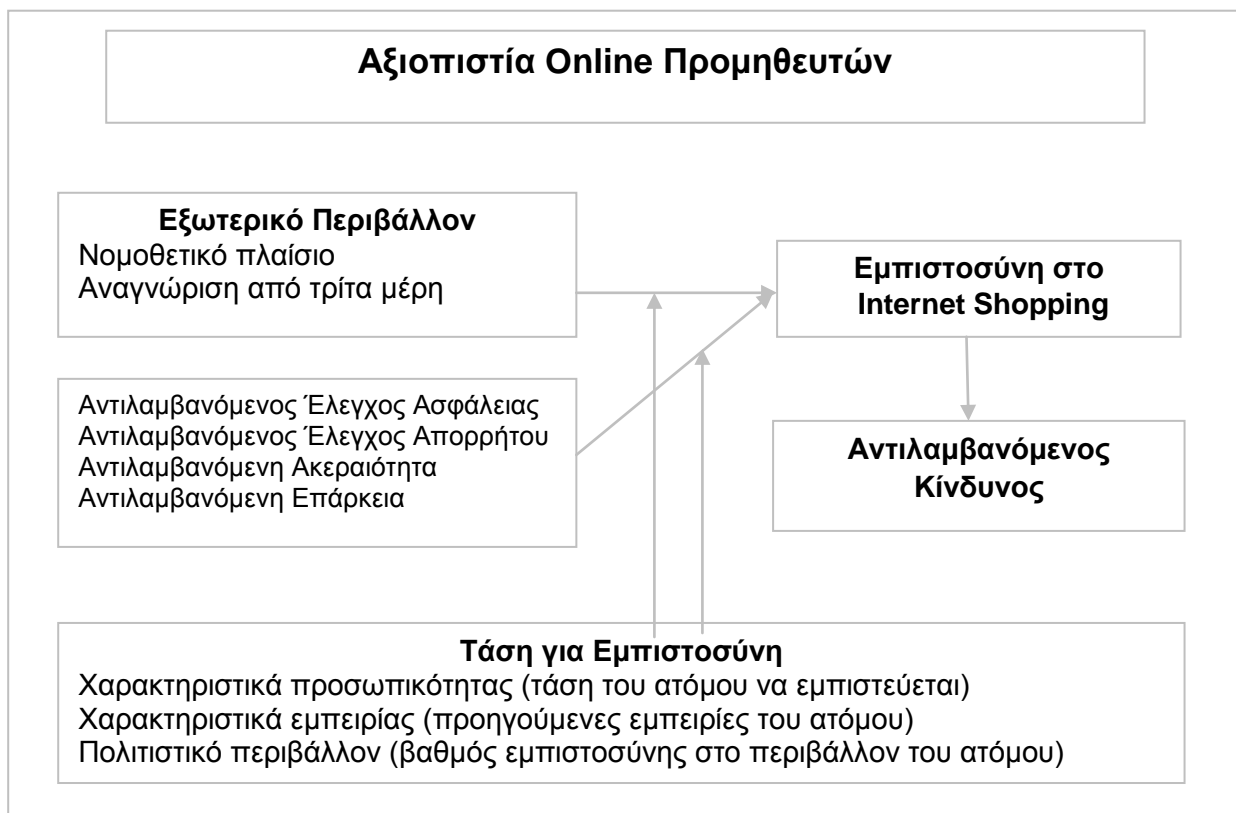 Αξιοπιστία Online Προμηθευτών
Εξωτερικό Περιβάλλον
Νομοθετικό πλαίσιο
Αναγνώριση από τρίτα μέρη
Εμπιστοσύνη στο
Internet Shopping
Αντιλαμβανόμενος Έλεγχος Ασφάλειας
Αντιλαμβανόμενος Έλεγχος Απορρήτου
Αντιλαμβανόμενη Ακεραιότητα
Αντιλαμβανόμενη Επάρκεια
Αντιλαμβανόμενος
Κίνδυνος
Τάση για Εμπιστοσύνη
Χαρακτηριστικά προσωπικότητας (τάση του ατόμου να εμπιστεύεται)
Χαρακτηριστικά εμπειρίας (προηγούμενες εμπειρίες του ατόμου)
Πολιτιστικό περιβάλλον (βαθμός εμπιστοσύνης στο περιβάλλον του ατόμου)